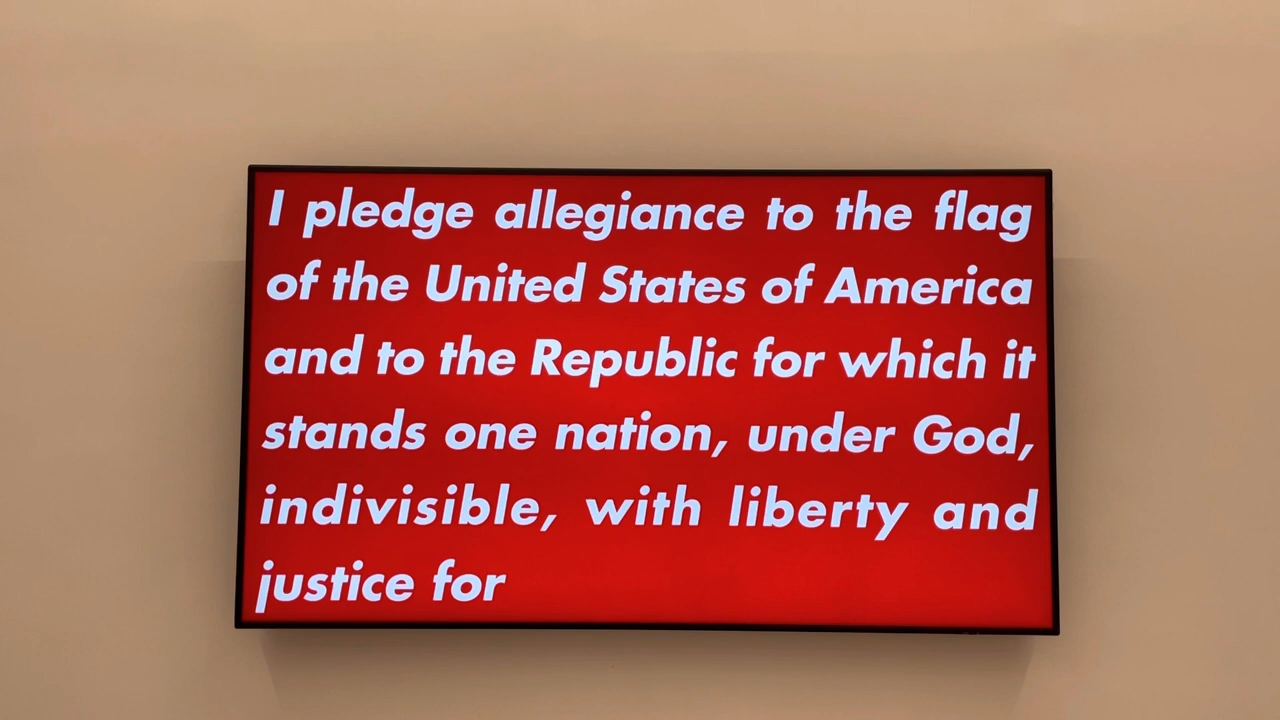 I pledge allegiance to the flag
of the United States of America
and to the Republic for which it
stands one nation, under God,
indivisible, with liberty and
justice for